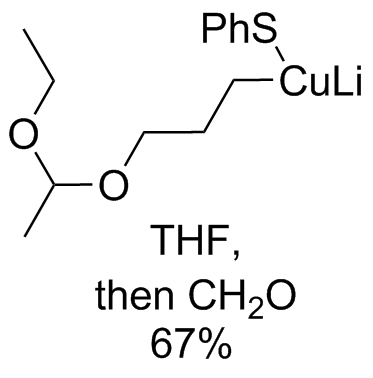 PhS
CuLi
O
O
THF,
then CH₂O
67%